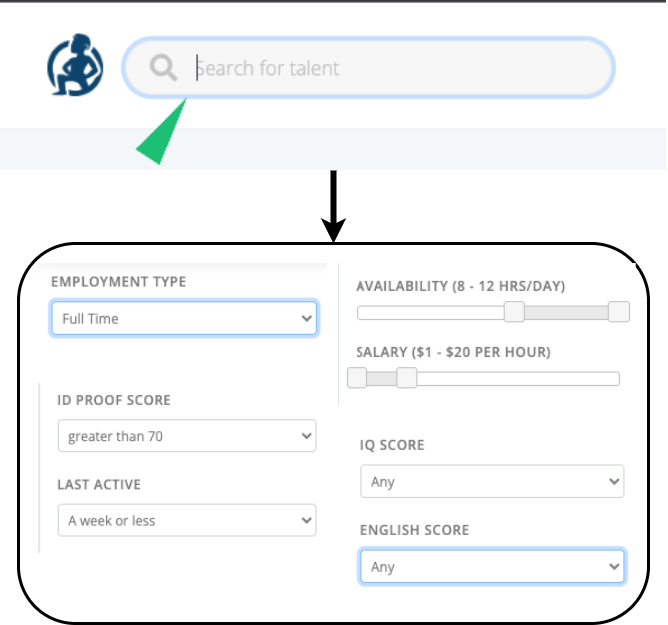 Search for talent
EMPLOYMENT TYPE
Full Time
ID PROOF SCORE
greater than 70
LAST ACTIVE
A week or less
AVAILABILITY (8 - 12 HRS/DAY)
SALARY ($1 - $20 PER HOUR)
IQ SCORE
Any
ENGLISH SCORE
Any